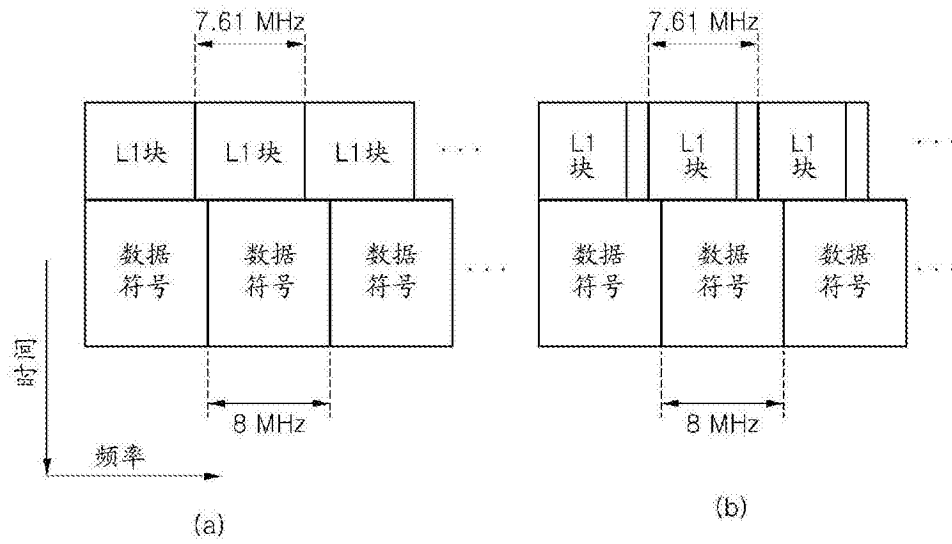 7.61 MHz
7.61 MHz
L1块
L1块
L1块
...
L1
块
L1
块
L1
块
...
数据
符号
数据
符号
数据
符号
...
数据
符号
数据
符号
数据
符号
...
时间
8 MHz
8 MHz
频率
(a)
(b)